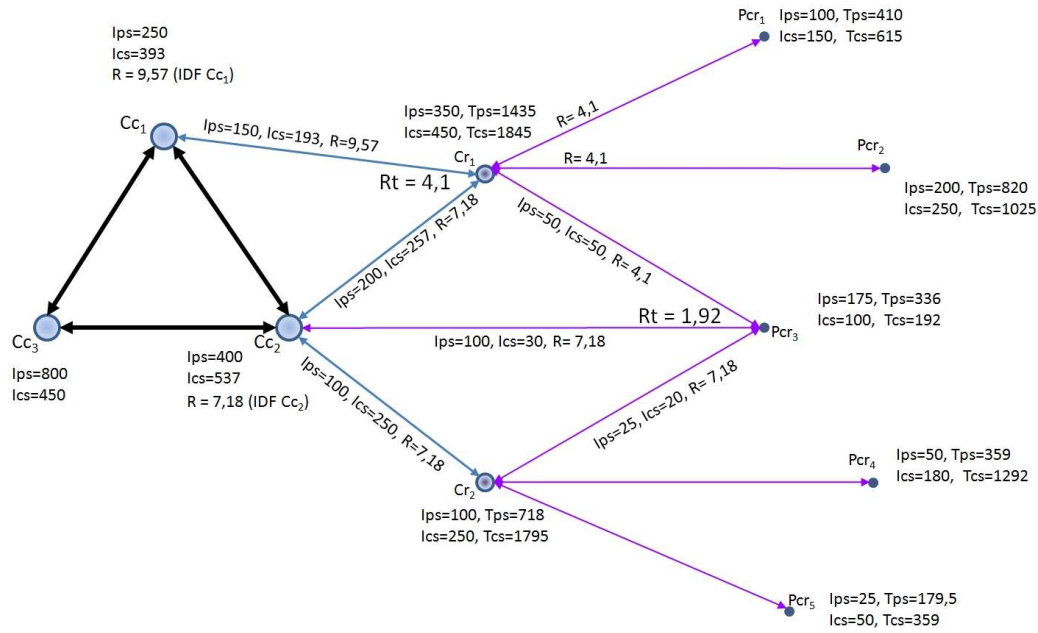 Ips=250
Ics=393
R = 9,57 (IDF Cc₁)
Cc₁
Ips=150, Ics=193, R=9,57
Ips=350, Tps=1435
Ics=450, Tcs=1845
Cr₁
Rt = 4,1
Pcr₁
Ips=100, Tps=410
Ics=150, Tcs=615
R= 4,1
R= 4,1
Pcr₂
Ips=200, Tps=820
Ics=250, Tcs=1025
Ips=200, Ics=257, R=7,18
Ips=50, Ics=50, R= 4,1
Cc₃
Ips=800
Ics=450
Cc₂
Ips=400
Ics=537
R = 7,18 (IDF Cc₂)
Rt = 1,92
Ips=100, Ics=30, R= 7,18
Pcr₃
Ips=175, Tps=336
Ics=100, Tcs=192
Ips=100, Ics=250, R=7,18
Ips=25, Ics=20, R= 7,18
Cr₂
Ips=100, Tps=718
Ics=250, Tcs=1795
Pcr₄
Ips=50, Tps=359
Ics=180, Tcs=1292
Pcr₅
Ips=25, Tps=179,5
Ics=50, Tcs=359